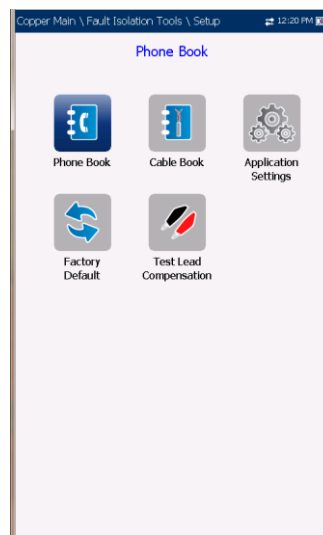 Copper Main \ Fault Isolation Tools \ Setup 12:20 PM
Phone Book
Phone Book Cable Book Application
Settings
Factory Test Lead
Default Compensation